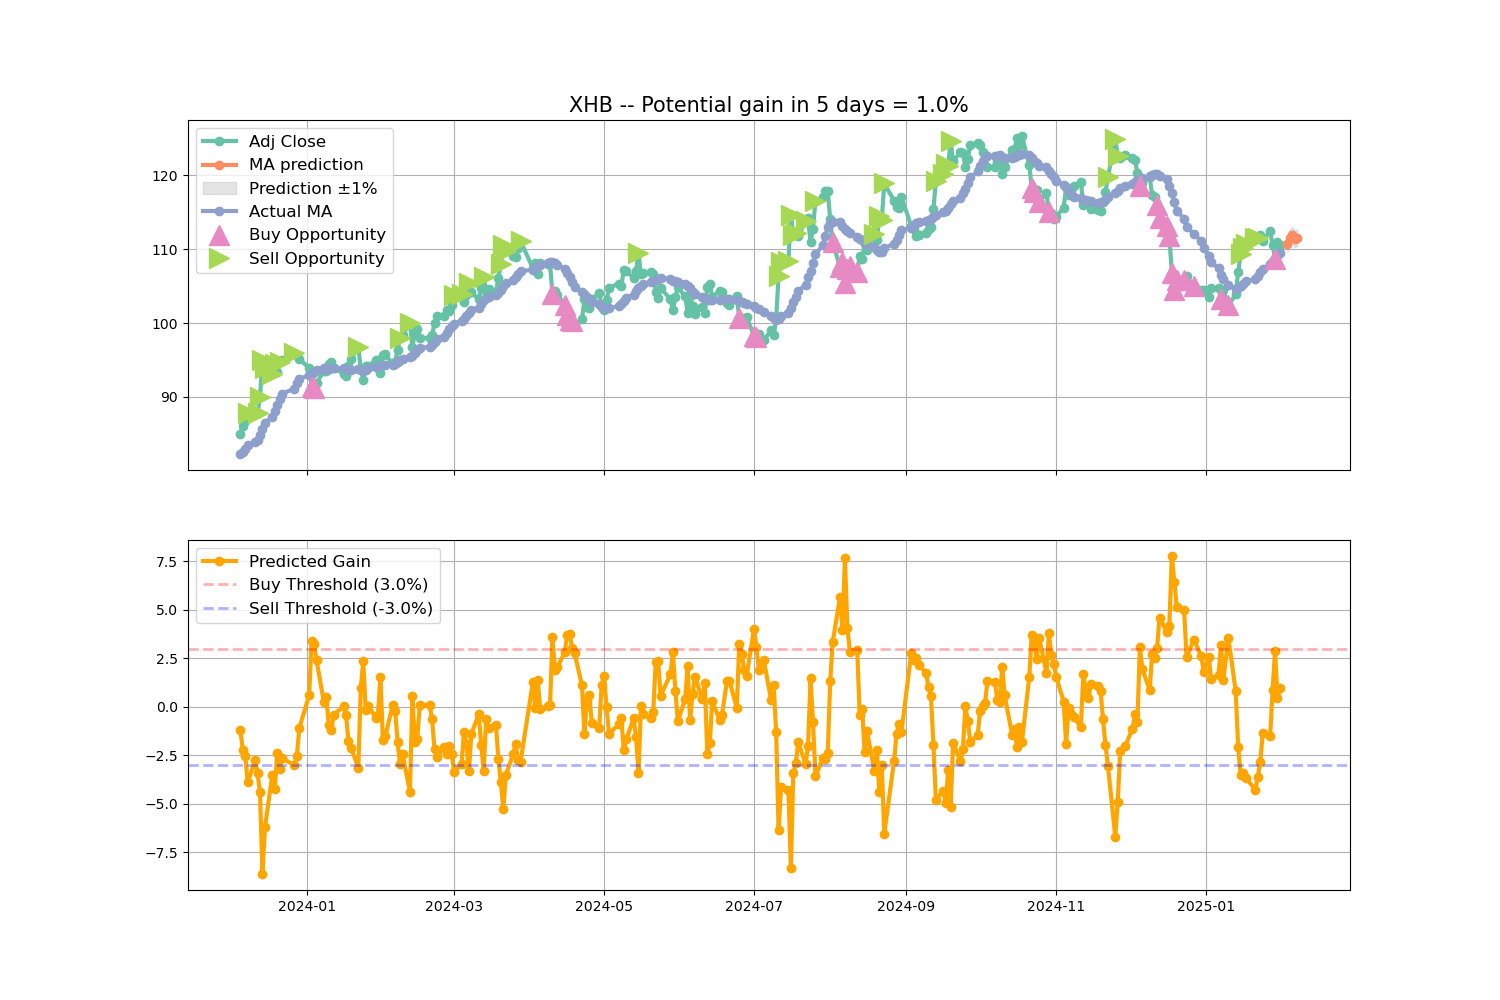 XHB -- Potential gain in 5 days = 1.0%
Adj Close
MA prediction
Prediction ±1%
Actual MA
Buy Opportunity
Sell Opportunity
120
110
100
90
Predicted Gain
Buy Threshold (3.0%)
Sell Threshold (-3.0%)
7.5
5.0
2.5
0.0
−2.5
−5.0
−7.5
2024-01 2024-03 2024-05 2024-07 2024-09 2024-11 2025-01